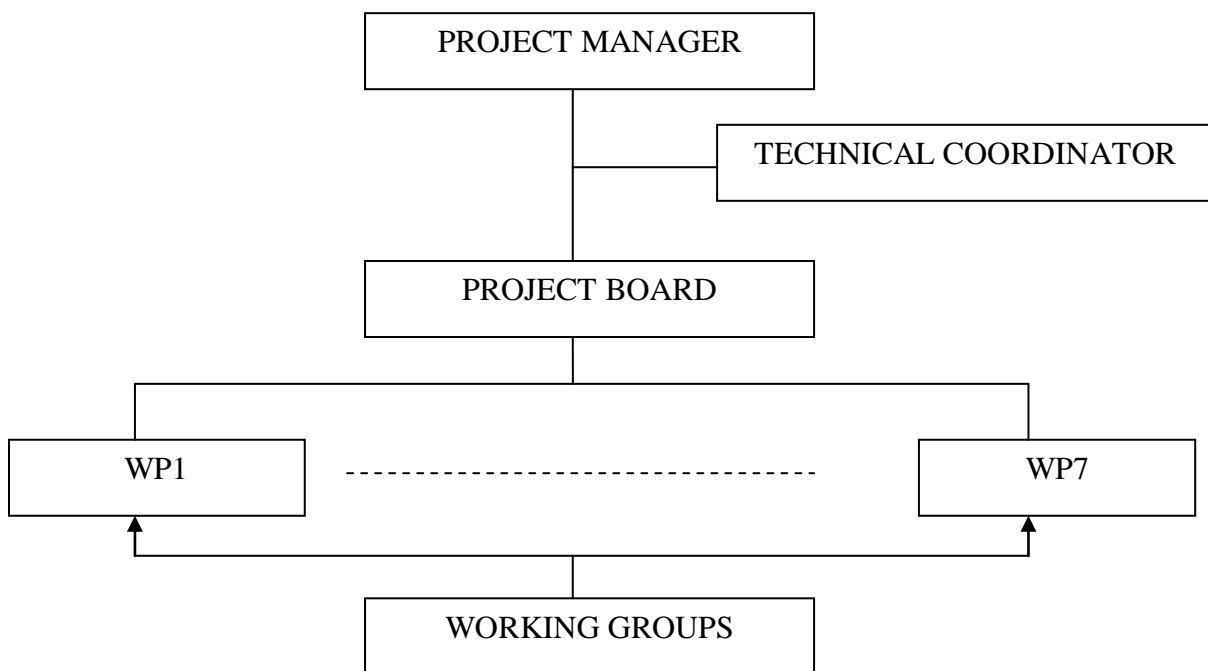 PROJECT MANAGER
TECHNICAL COORDINATOR
PROJECT BOARD
WP1
WP7
WORKING GROUPS